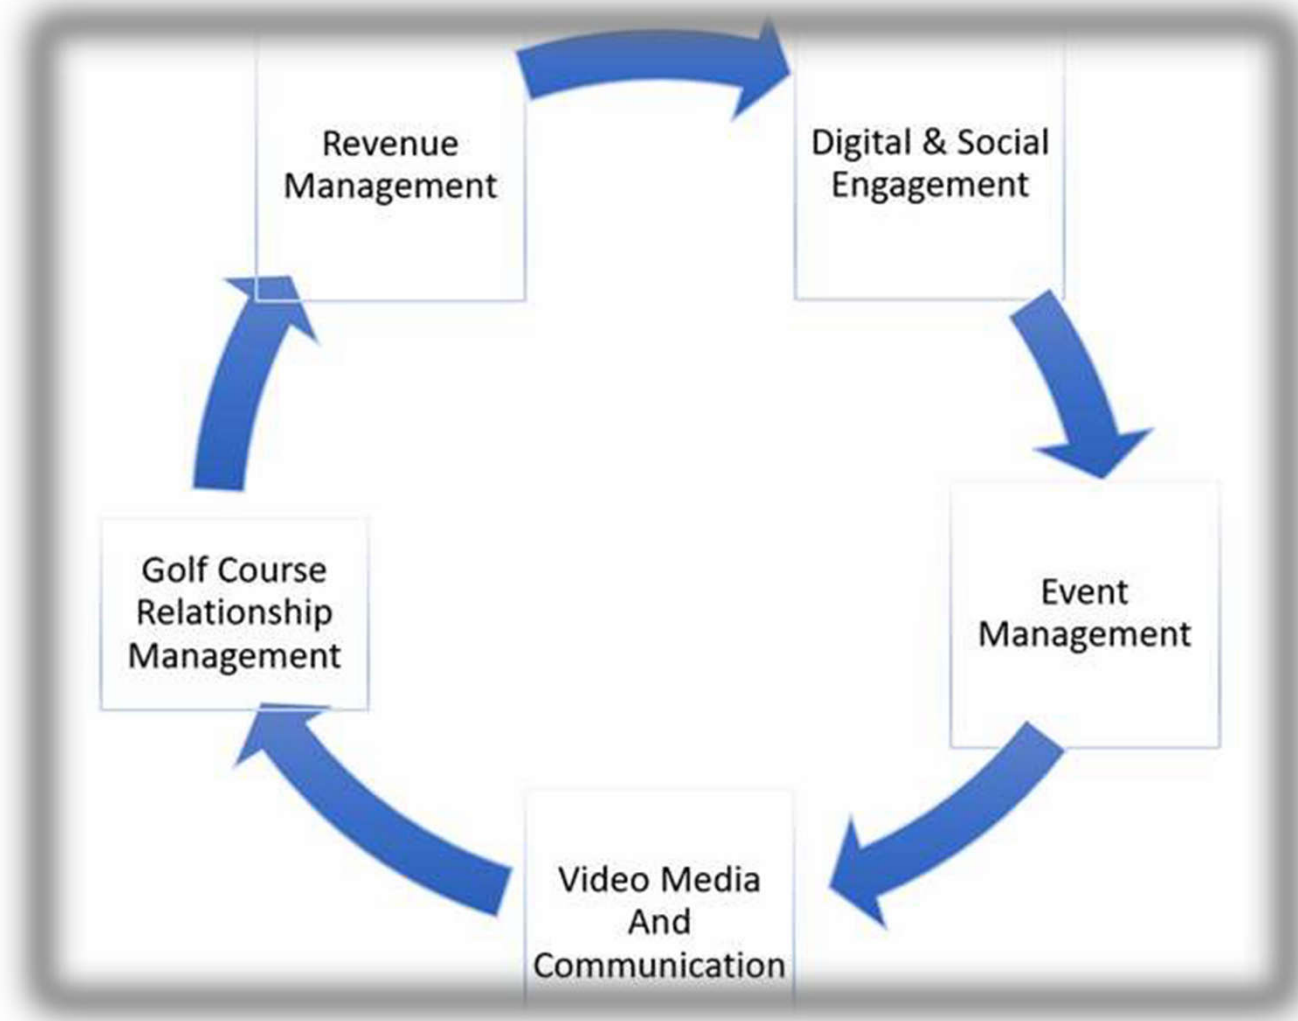 Revenue
Management
Digital & Social
Engagement
Event
Management
Video Media
And
Communication
Golf Course
Relationship
Management